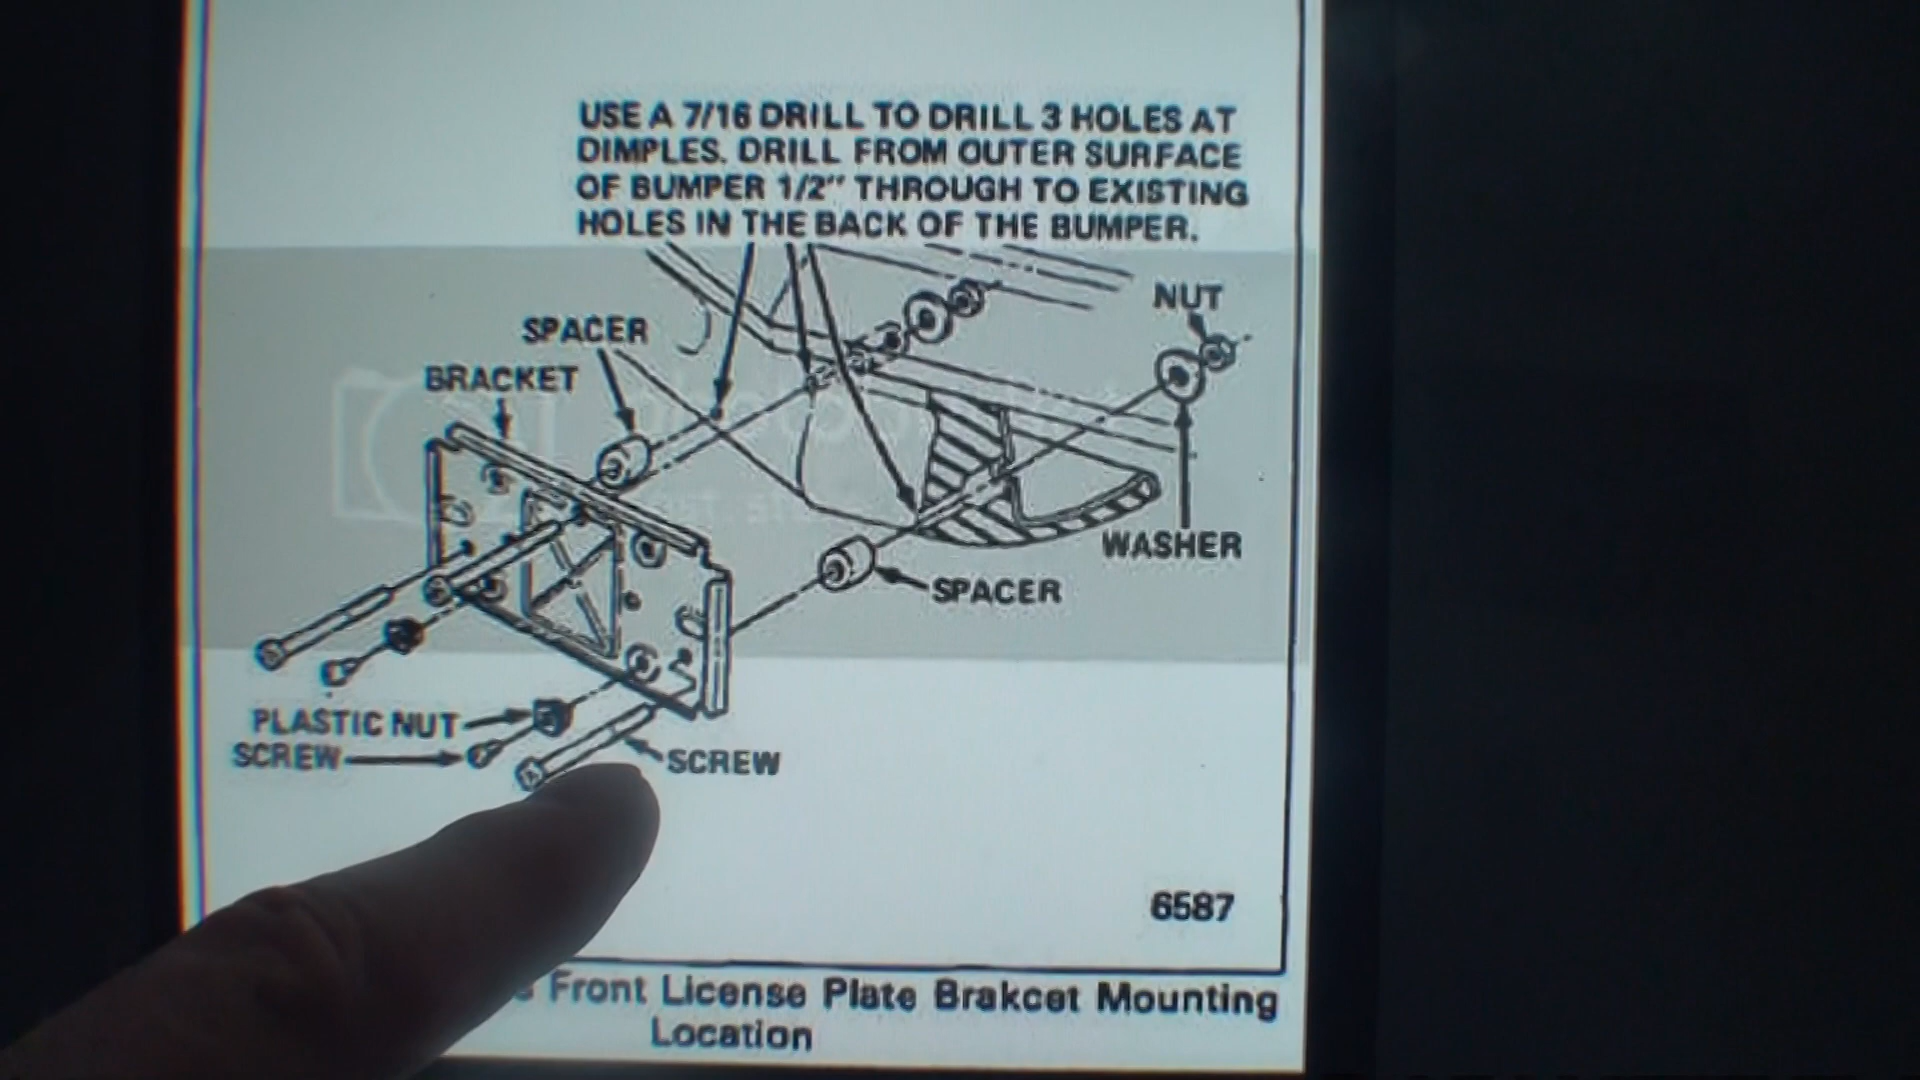 USE A 7/16 DRILL TO DRILL 3 HOLES AT
DIMPLES. DRILL FROM OUTER SURFACE
OF BUMPER 1/2" THROUGH TO EXISTING
HOLES IN THE BACK OF THE BUMPER.
NUT
SPACER
BRACKET
WASHER
SPACER
PLASTIC NUT
SCREW
SCREW
6587
Front License Plate Brakcet Mounting
Location